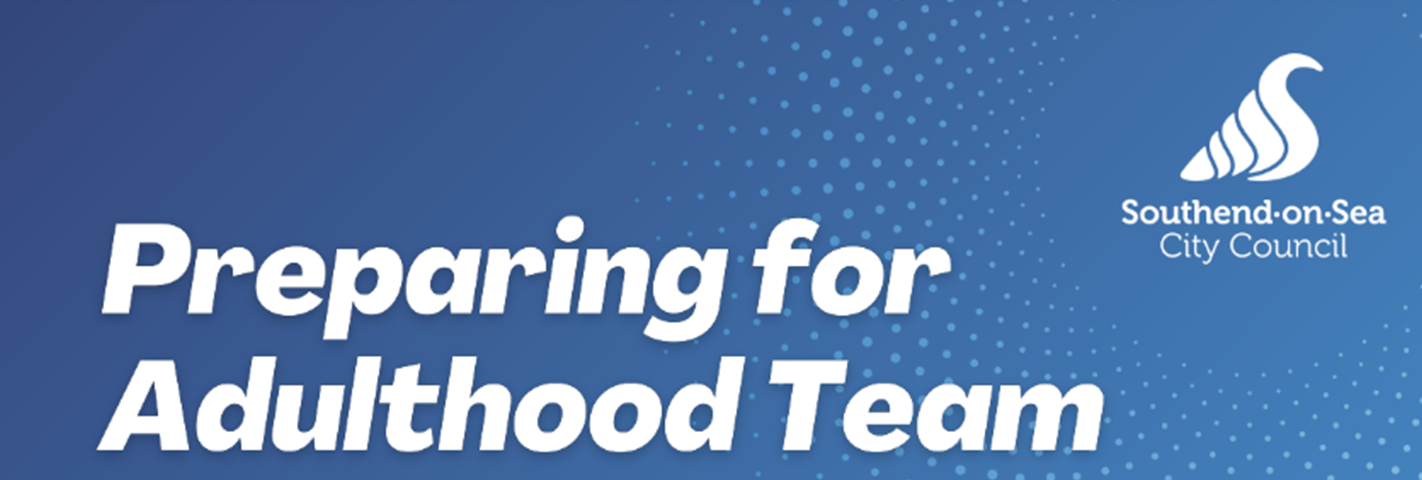 Southend·on·Sea
City Council
Preparing for
Adulthood Team